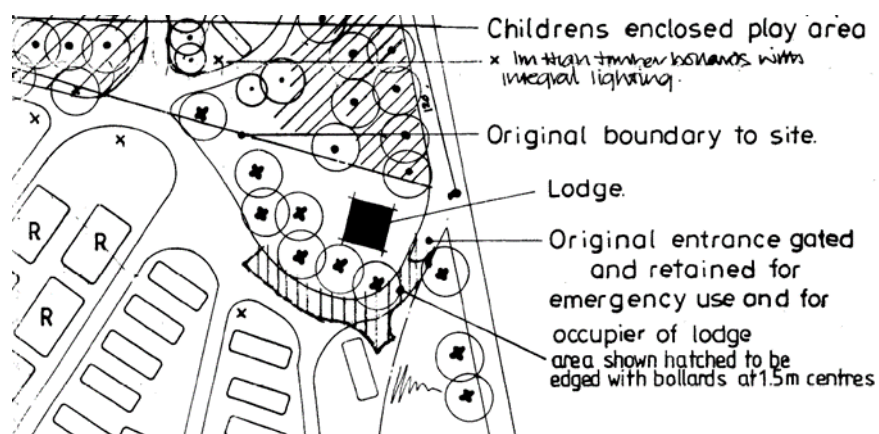 Childrens enclosed play area
x 1m high timber bollards with
integral lighting.
Original boundary to site.
Lodge.
Original entrance gated
and retained for
emergency use and for
occupier of lodge
area shown hatched to be
edged with bollards at 1.5m centres
R
R
R